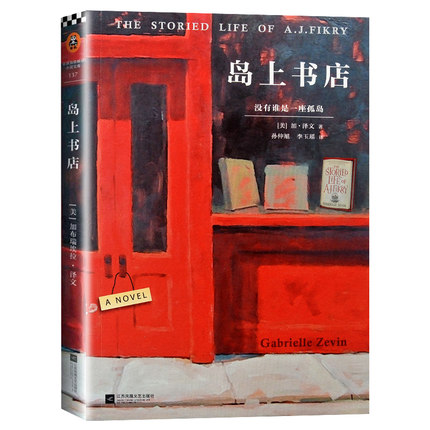 THE STORIED LIFE OF A.J.FIKRY
岛上书店
没有谁是一座孤岛
[美] 加·泽文 著
孙仲旭 李玉瑶 译
THE
STORIED
LIFE OF
A.J.FIKRY
A NOVEL
Gabrielle Zevin
江苏凤凰文艺出版社
137
岛上书店
[美] 加布瑞埃拉·泽文